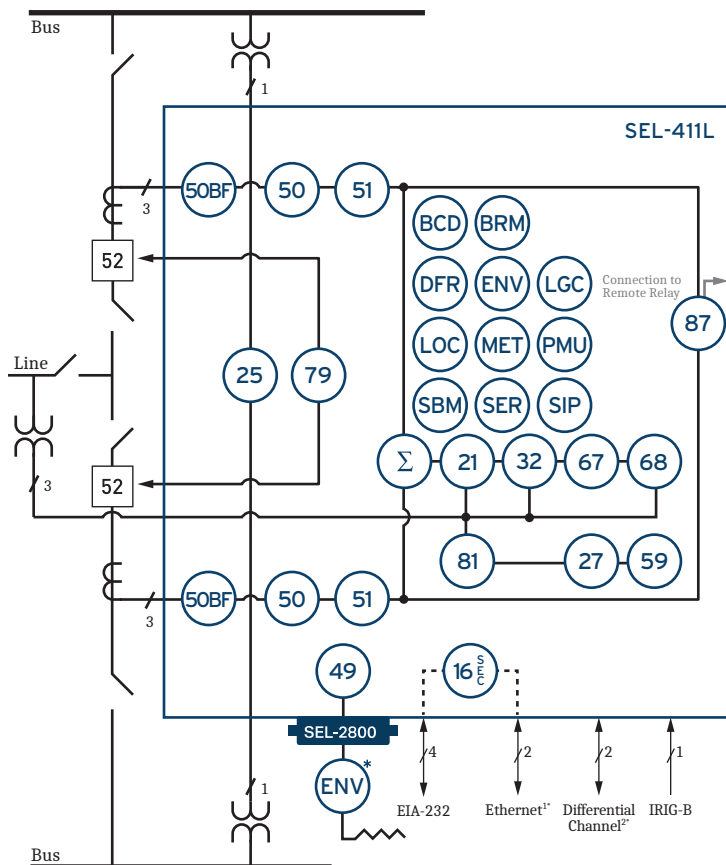 Bus
1
SEL-411L
50BF
50
51
3
BCD
BRM
52
DFR
ENV
LGC
Connection to
Remote Relay
87
Line
25
79
LOC
MET
PMU
SBM
SER
SIP
Σ
21
32
67
68
3
52
81
27
59
50BF
50
51
3
49
16 SEC
SEL-2800
4
2
2
1
1
ENV*
EIA-232
Ethernet1*
Differential
Channel2*
IRIG-B
Bus